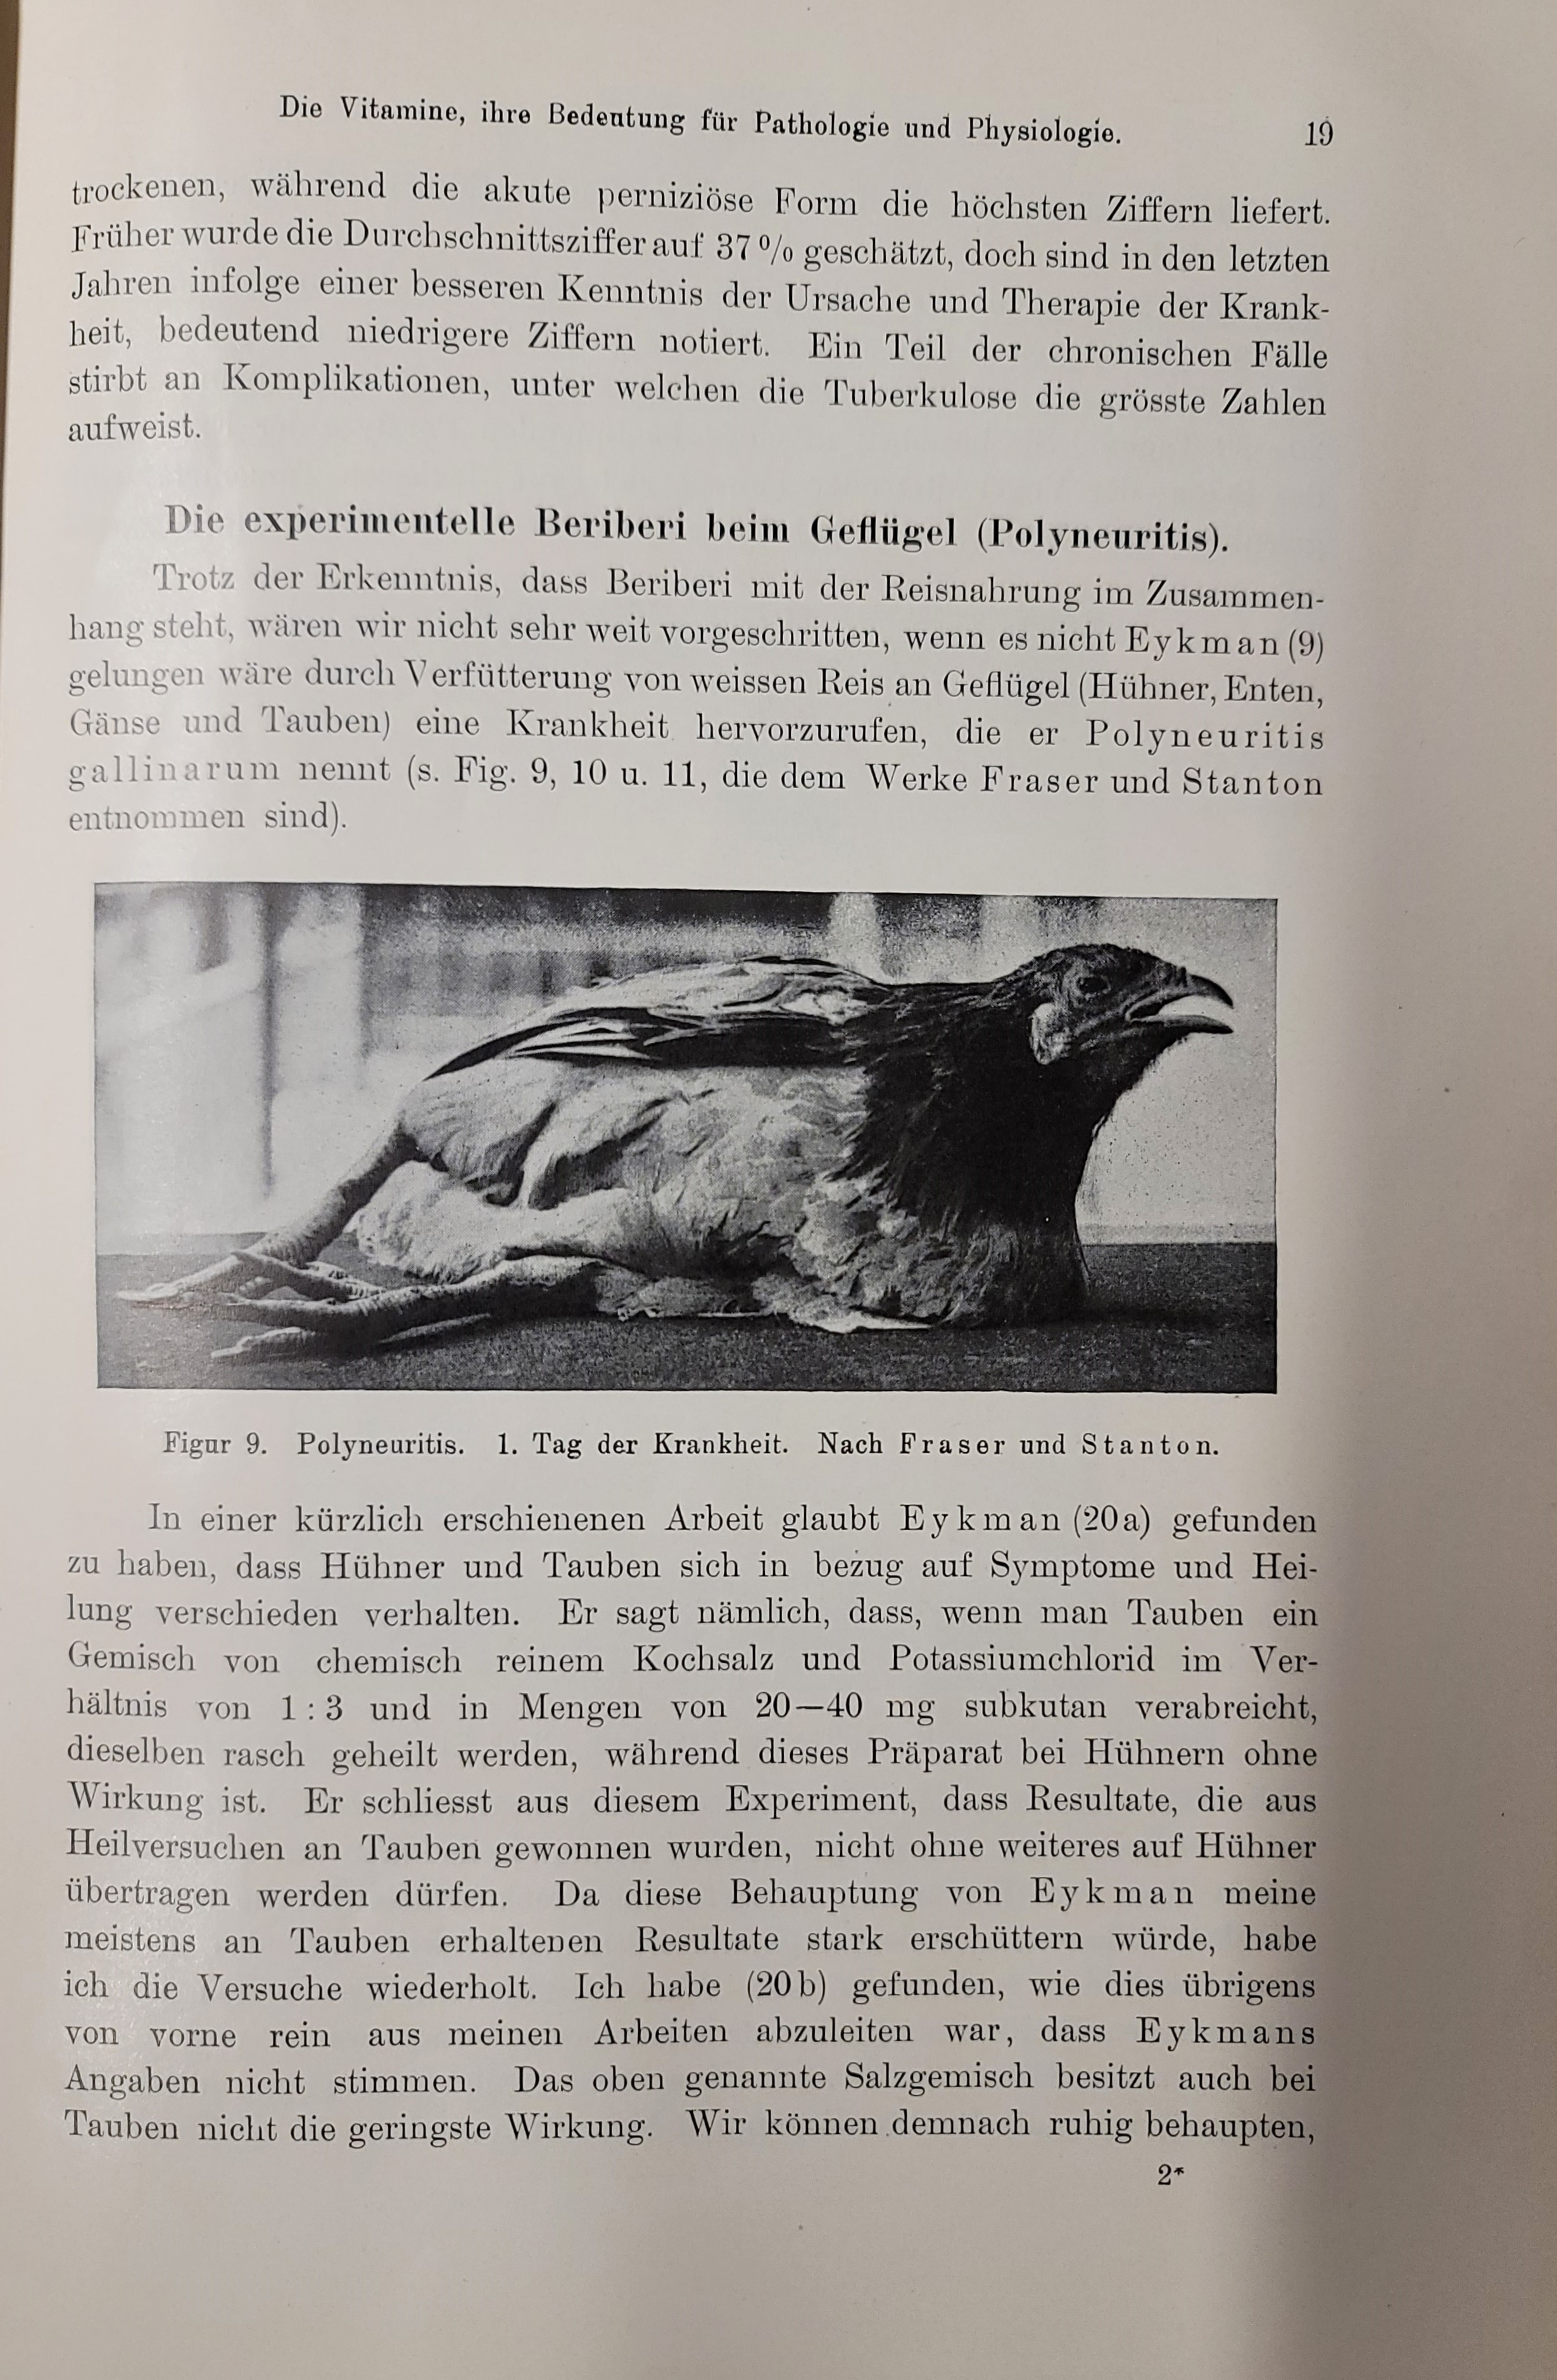 Die Vitamine, ihre Bedeutung für Pathologie und Physiologie. 19
trockenen, während die akute perniziöse Form die höchsten Ziffern liefert.
Früher wurde die Durchschnittsziffer auf 37 % geschätzt, doch sind in den letzten
Jahren infolge einer besseren Kenntnis der Ursache und Therapie der Krank-
heit, bedeutend niedrigere Ziffern notiert. Ein Teil der chronischen Fälle
stirbt an Komplikationen, unter welchen die Tuberkulose die grösste Zahlen
aufweist.
Die experimentelle Beriberi beim Geflügel (Polyneuritis).
Trotz der Erkenntnis, dass Beriberi mit der Reisnahrung im Zusammen-
hang steht, wären wir nicht sehr weit vorgeschritten, wenn es nicht Eykman (9)
gelungen wäre durch Verfütterung von weissen Reis an Geflügel (Hühner, Enten,
Gänse und Tauben) eine Krankheit hervorzurufen, die er Polyneuritis
gallinarum nennt (s. Fig. 9, 10 u. 11, die dem Werke Fraser und Stanton
entnommen sind).
Figur 9. Polyneuritis. 1. Tag der Krankheit. Nach Fraser und Stanton.
In einer kürzlich erschienenen Arbeit glaubt Eykman (20a) gefunden
zu haben, dass Hühner und Tauben sich in bezug auf Symptome und Hei-
lung verschieden verhalten. Er sagt nämlich, dass, wenn man Tauben ein
Gemisch von chemisch reinem Kochsalz und Potassiumchlorid im Ver-
hältnis von 1:3 und in Mengen von 20—40 mg subkutan verabreicht,
dieselben rasch geheilt werden, während dieses Präparat bei Hühnern ohne
Wirkung ist. Er schliesst aus diesem Experiment, dass Resultate, die aus
Heilversuchen an Tauben gewonnen wurden, nicht ohne weiteres auf Hühner
übertragen werden dürfen. Da diese Behauptung von Eykman meine
meistens an Tauben erhaltenen Resultate stark erschüttern würde, habe
ich die Versuche wiederholt. Ich habe (20b) gefunden, wie dies übrigens
von vorne rein aus meinen Arbeiten abzuleiten war, dass Eykmans
Angaben nicht stimmen. Das oben genannte Salzgemisch besitzt auch bei
Tauben nicht die geringste Wirkung. Wir können demnach ruhig behaupten,
2*